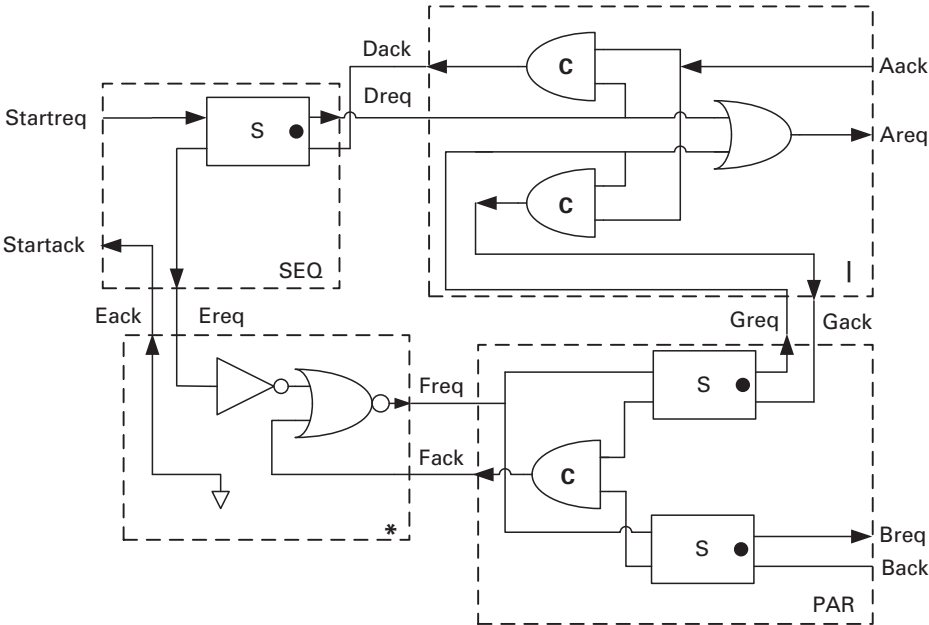 Dack
C
Aack
Dreq
Startreq
S
Areq
C
Startack
SEQ
|
Eack
Ereq
Greq
Gack
Freq
S
Fack
C
*
S
Breq
Back
PAR